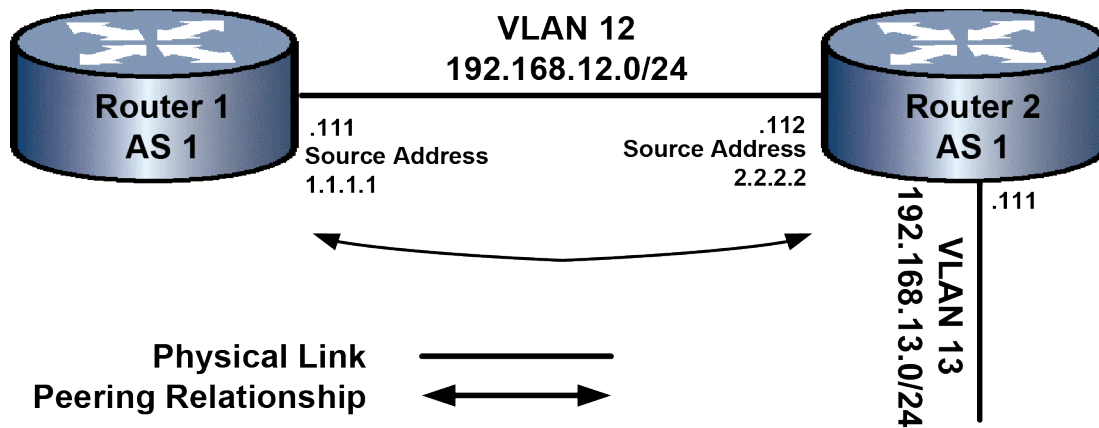 VLAN 12
192.168.12.0/24
Router 1
AS 1
.111
Source Address
1.1.1.1
.112
Source Address
2.2.2.2
Router 2
AS 1
.111
VLAN 13
192.168.13.0/24
Physical Link
Peering Relationship